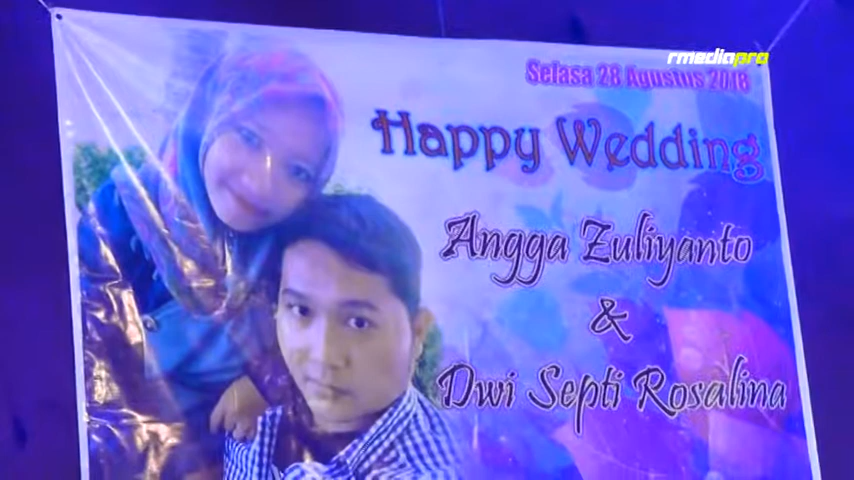 rmediapro
Selasa 28 Agustus 2018
Happy Wedding
Angga Zuliyanto
&
Dwi Septi Rosalina